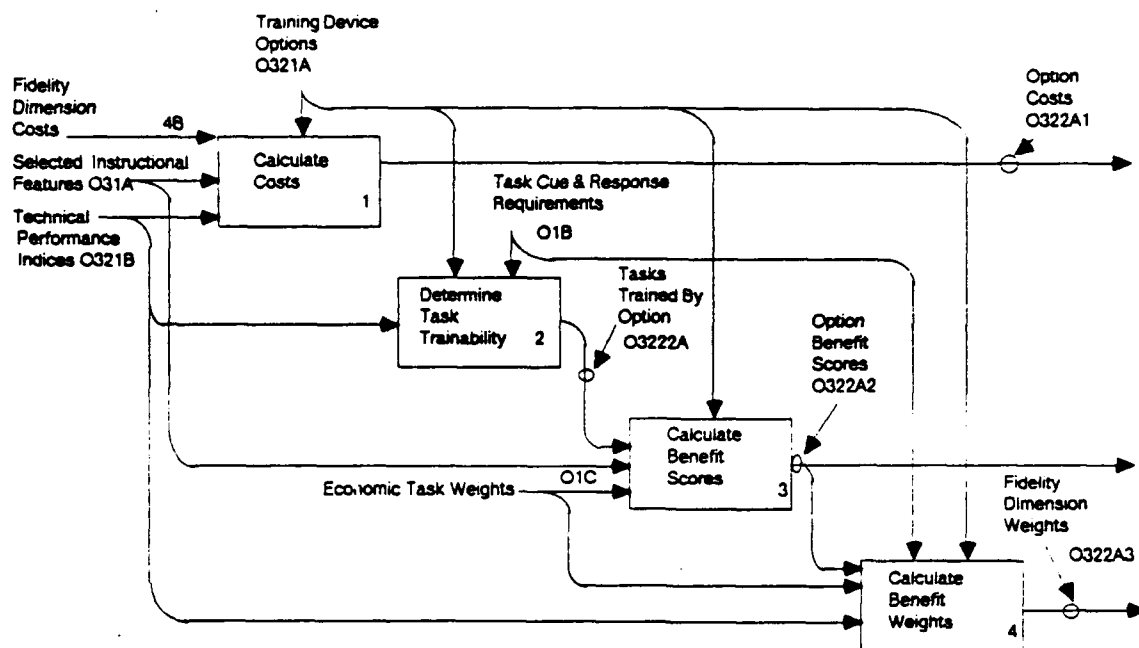 Training Device
Options
O321A
Fidelity
Dimension
Costs
4B
Selected Instructional
Features O31A
Technical
Performance
Indices O321B
Calculate
Costs
1
Option
Costs
O322A1
Task Cue & Response
Requirements
O1B
Determine
Task
Trainability
2
Tasks
Trained By
Option
O3222A
Option
Benefit
Scores
O322A2
Calculate
Benefit
Scores
3
O1C
Economic Task Weights
Fidelity
Dimension
Weights
O322A3
Calculate
Benefit
Weights
4